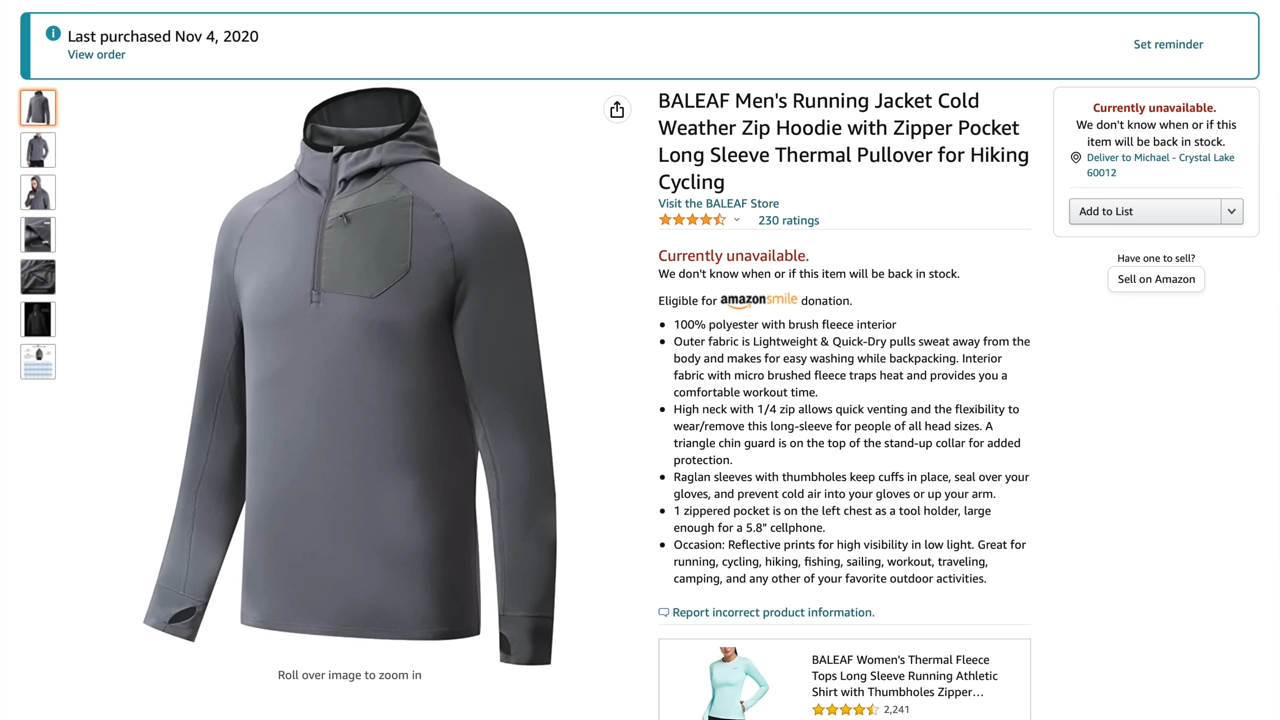 Last purchased Nov 4, 2020
View order
Set reminder
BALEAF Men's Running Jacket Cold
Weather Zip Hoodie with Zipper Pocket
Long Sleeve Thermal Pullover for Hiking
Cycling
Visit the BALEAF Store
230 ratings
Currently unavailable.
We don't know when or if this item will be back in stock.
Eligible for amazonsmile donation.
• 100% polyester with brush fleece interior
• Outer fabric is Lightweight & Quick-Dry pulls sweat away from the
body and makes for easy washing while backpacking. Interior
fabric with micro brushed fleece traps heat and provides you a
comfortable workout time.
• High neck with 1/4 zip allows quick venting and the flexibility to
wear/remove this long-sleeve for people of all head sizes. A
triangle chin guard is on the top of the stand-up collar for added
protection.
• Raglan sleeves with thumbholes keep cuffs in place, seal over your
gloves, and prevent cold air into your gloves or up your arm.
• 1 zippered pocket is on the left chest as a tool holder, large
enough for a 5.8" cellphone.
• Occasion: Reflective prints for high visibility in low light. Great for
running, cycling, hiking, fishing, sailing, workout, traveling,
camping, and any other of your favorite outdoor activities.
Report incorrect product information.
BALEAF Women's Thermal Fleece
Tops Long Sleeve Running Athletic
Shirt with Thumbholes Zipper...
2,241
Currently unavailable.
We don't know when or if this
item will be back in stock.
Deliver to Michael - Crystal Lake
60012
Add to List
Have one to sell?
Sell on Amazon
Roll over image to zoom in